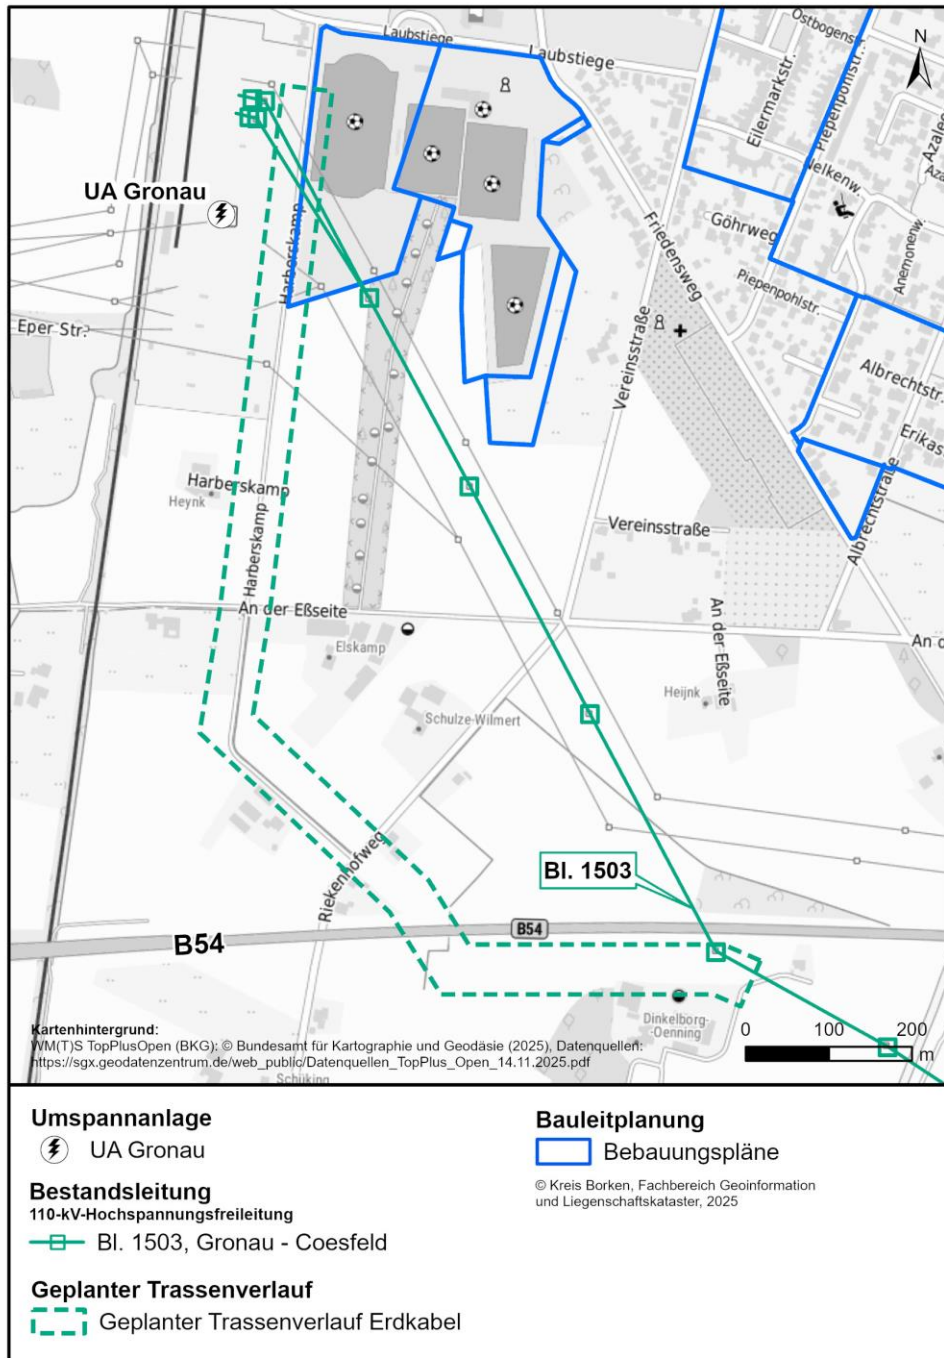 Laubstiege
Laubstiege
Ostbogenstr.
Eilermarkstr.
Piepenpohlstr.
N
UA Gronau
Nelkenw.
Göhrweg
Friedensweg
Anemonenw.
Harberskamp
Piepenpohlstr.
Eper Str.
Vereinsstraße
Albrechtstr.
Harberskamp
Heynk
Albrechtstraße
Vereinsstraße
Harberskamp
An der Eßseite
An der Eßseite
Elskamp
Heijnk
Schulze-Wilmert
Riekenhofweg
Bl. 1503
B54
B54
Dinkelborg-
-Oenning
0 100 200
m
Kartenhintergrund:
WM(T)S TopPlusOpen (BKG): © Bundesamt für Kartographie und Geodäsie (2025), Datenquellen:
https://sgx.geodatenzentrum.de/web_public/Datenquellen_TopPlus_Open_14.11.2025.pdf
Schüking
Umspannanlage
UA Gronau
Bestandsleitung
110-kV-Hochspannungsfreileitung
Bl. 1503, Gronau - Coesfeld
Geplanter Trassenverlauf
Geplanter Trassenverlauf Erdkabel
Bauleitplanung
Bebauungspläne
© Kreis Borken, Fachbereich Geoinformation
und Liegenschaftskataster, 2025